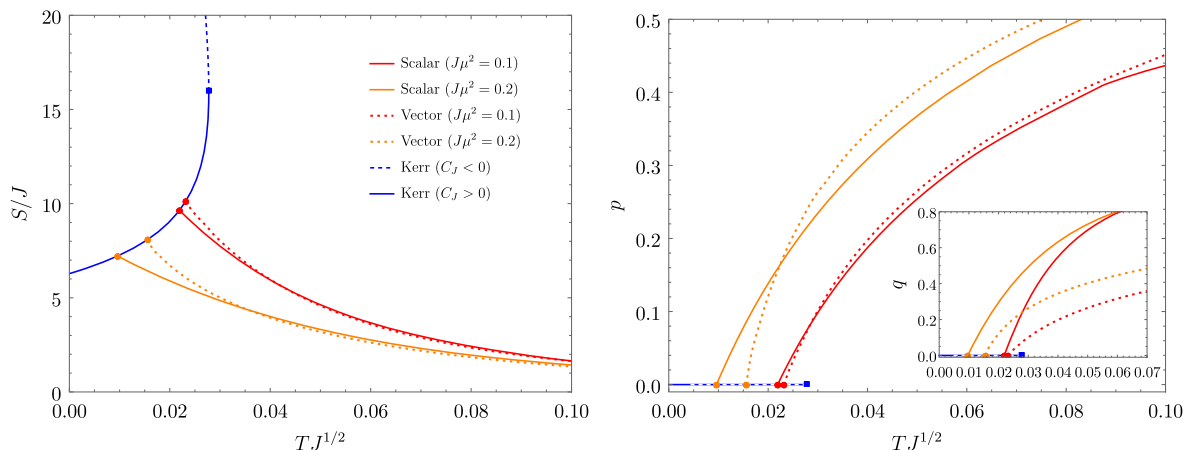 20
15
10
5
0
S/J
0.00 0.02 0.04 0.06 0.08 0.10
TJ^{1/2}
Scalar (Jμ² = 0.1)
Scalar (Jμ² = 0.2)
Vector (Jμ² = 0.1)
Vector (Jμ² = 0.2)
Kerr (C_J < 0)
Kerr (C_J > 0)
0.5
0.4
0.3
0.2
0.1
0.0
p
0.00 0.02 0.04 0.06 0.08 0.10
TJ^{1/2}
0.8
0.6
0.4
0.2
0.0
q
0.00 0.01 0.02 0.03 0.04 0.05 0.06 0.07